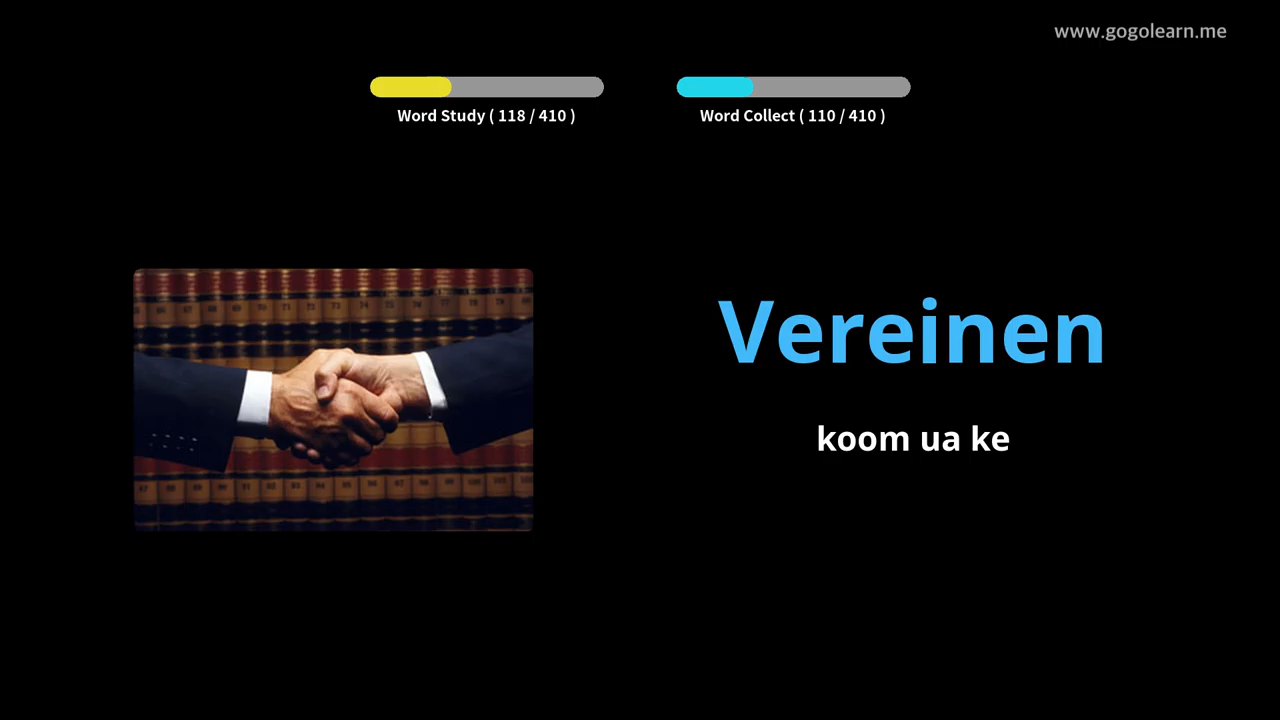 www.gogolearn.me
Word Study ( 118 / 410 )
Word Collect ( 110 / 410 )
Vereinen
koom ua ke